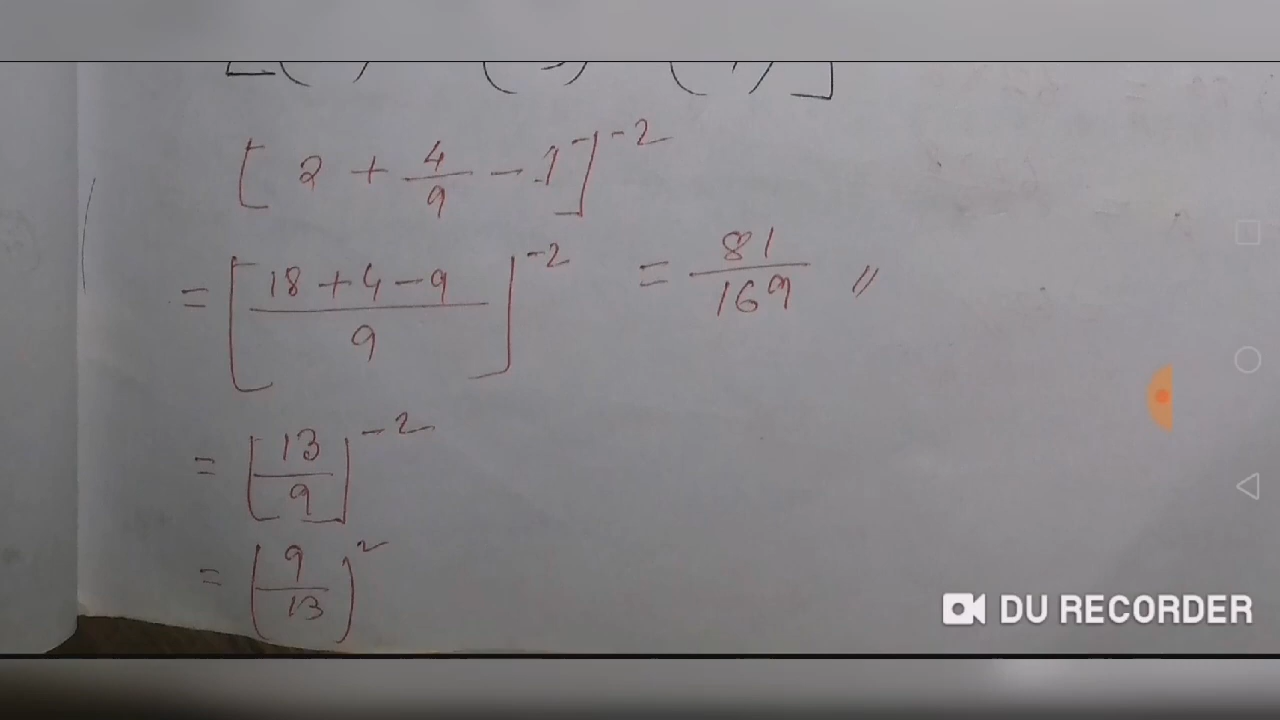 [ 2 + 4/9 - 1 ]^-2
= [ (18 + 4 - 9)/9 ]^-2 = 81/169 //
= [ 13/9 ]^-2
= ( 9/13 )^2
DU RECORDER